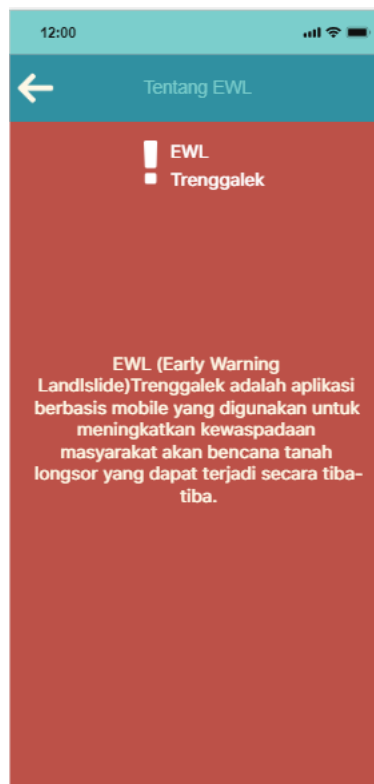 12:00
Tentang EWL
EWL
Trenggalek
EWL (Early Warning
Landlslide)Trenggalek adalah aplikasi
berbasis mobile yang digunakan untuk
meningkatkan kewaspadaan
masyarakat akan bencana tanah
longsor yang dapat terjadi secara tiba-
tiba.